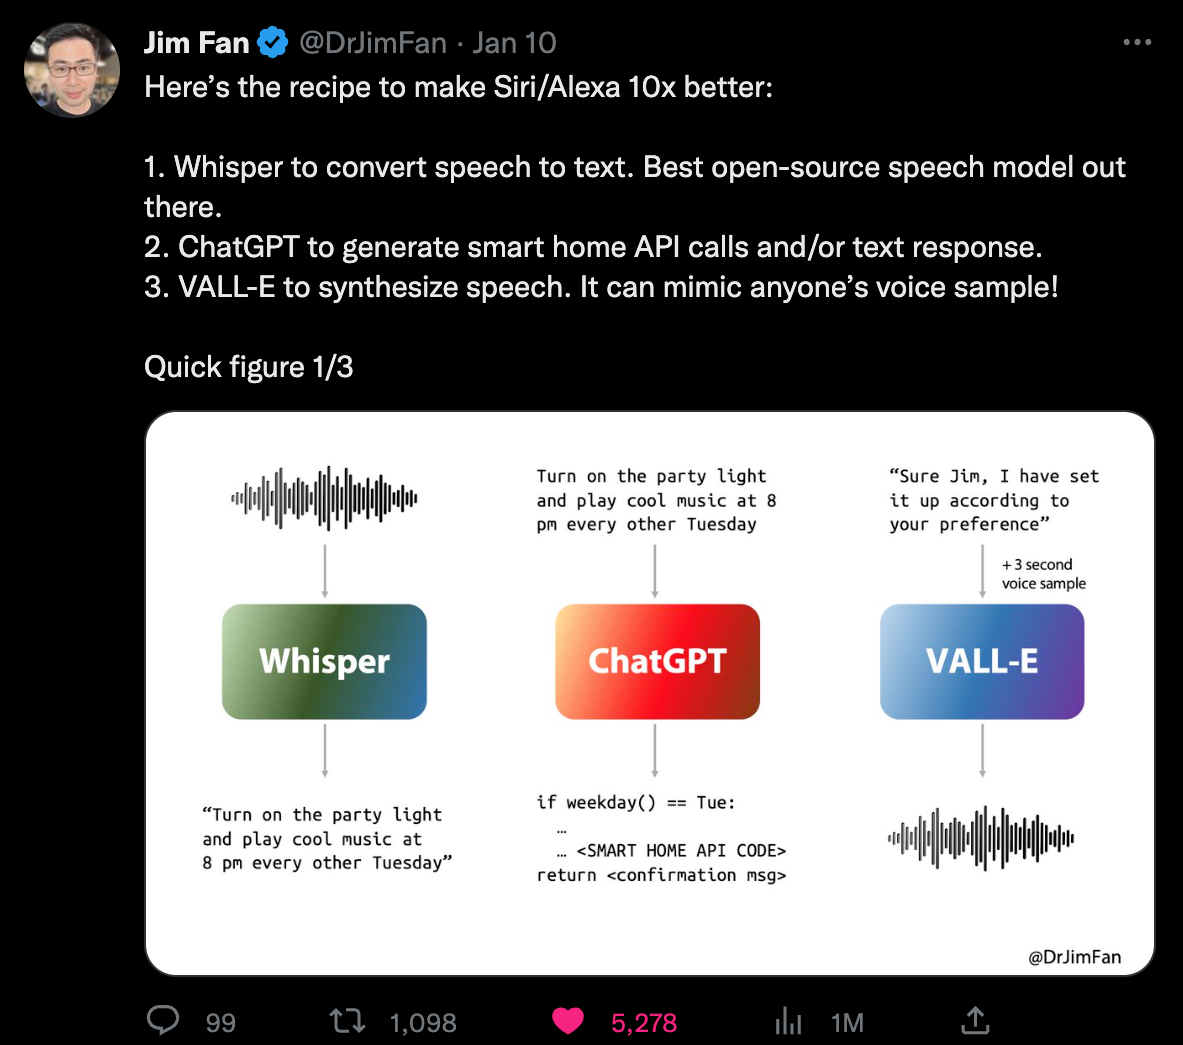 Jim Fan @DrJimFan · Jan 10
Here’s the recipe to make Siri/Alexa 10x better:
1. Whisper to convert speech to text. Best open-source speech model out
there.
2. ChatGPT to generate smart home API calls and/or text response.
3. VALL-E to synthesize speech. It can mimic anyone’s voice sample!
Quick figure 1/3
Whisper
“Turn on the party light
and play cool music at
8 pm every other Tuesday”
Turn on the party light
and play cool music at 8
pm every other Tuesday
ChatGPT
if weekday() == Tue:
…
… <SMART HOME API CODE>
return <confirmation msg>
“Sure Jim, I have set
it up according to
your preference”
+ 3 second
voice sample
VALL-E
@DrJimFan
99 1,098 5,278 1M